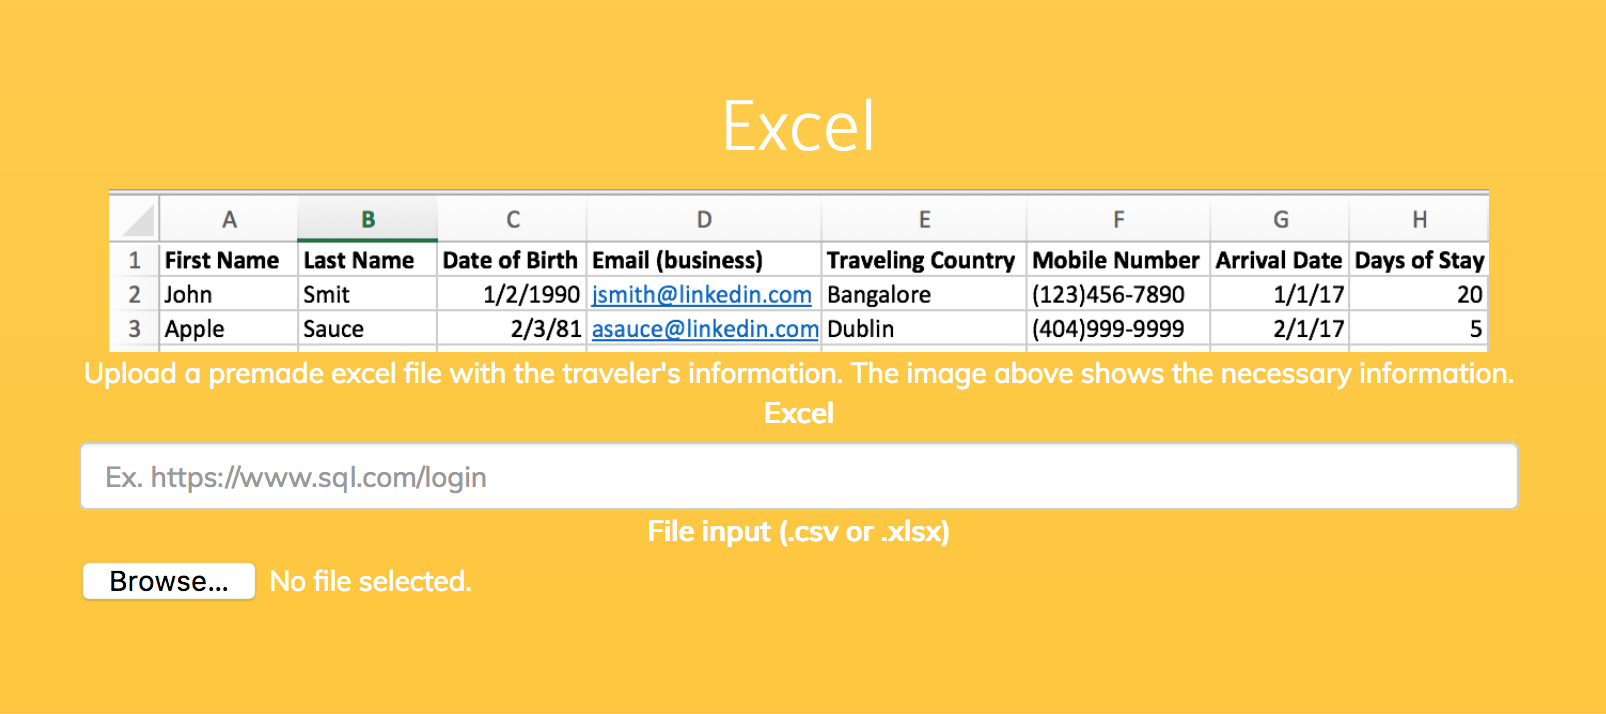 Excel
A B C D E F G H
1 First Name Last Name Date of Birth Email (business) Traveling Country Mobile Number Arrival Date Days of Stay
2 John Smit 1/2/1990 jsmith@linkedin.com Bangalore (123)456-7890 1/1/17 20
3 Apple Sauce 2/3/81 asauce@linkedin.com Dublin (404)999-9999 2/1/17 5
Upload a premade excel file with the traveler's information. The image above shows the necessary information.
Excel
Ex. https://www.sql.com/login
File input (.csv or .xlsx)
Browse... No file selected.